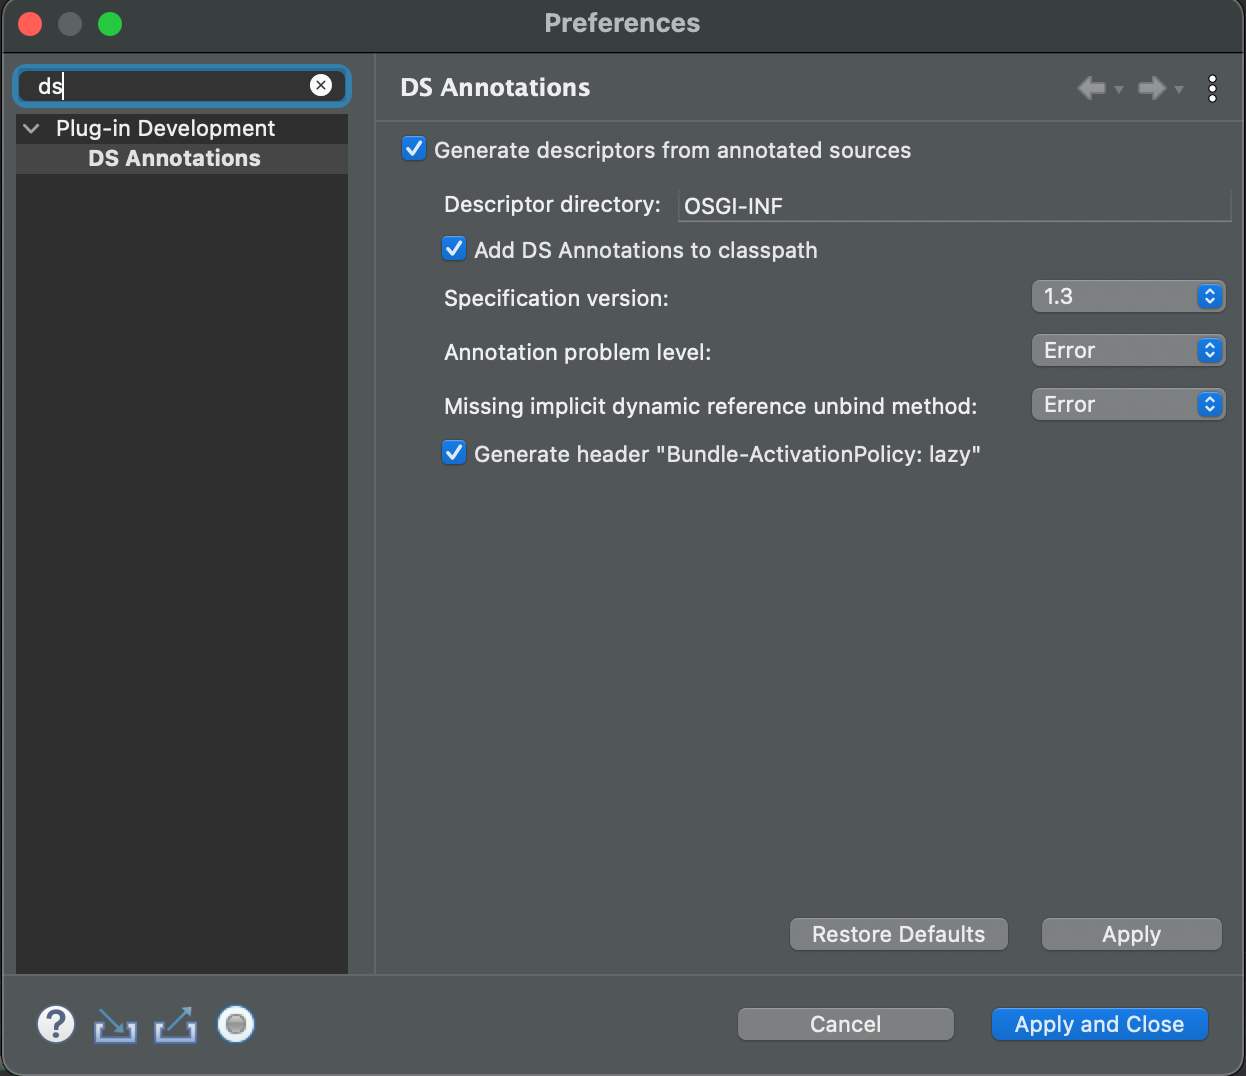 Preferences
ds
Plug-in Development
DS Annotations
DS Annotations
Generate descriptors from annotated sources
Descriptor directory: OSGI-INF
Add DS Annotations to classpath
Specification version: 1.3
Annotation problem level: Error
Missing implicit dynamic reference unbind method: Error
Generate header "Bundle-ActivationPolicy: lazy"
Restore Defaults Apply
? Cancel Apply and Close